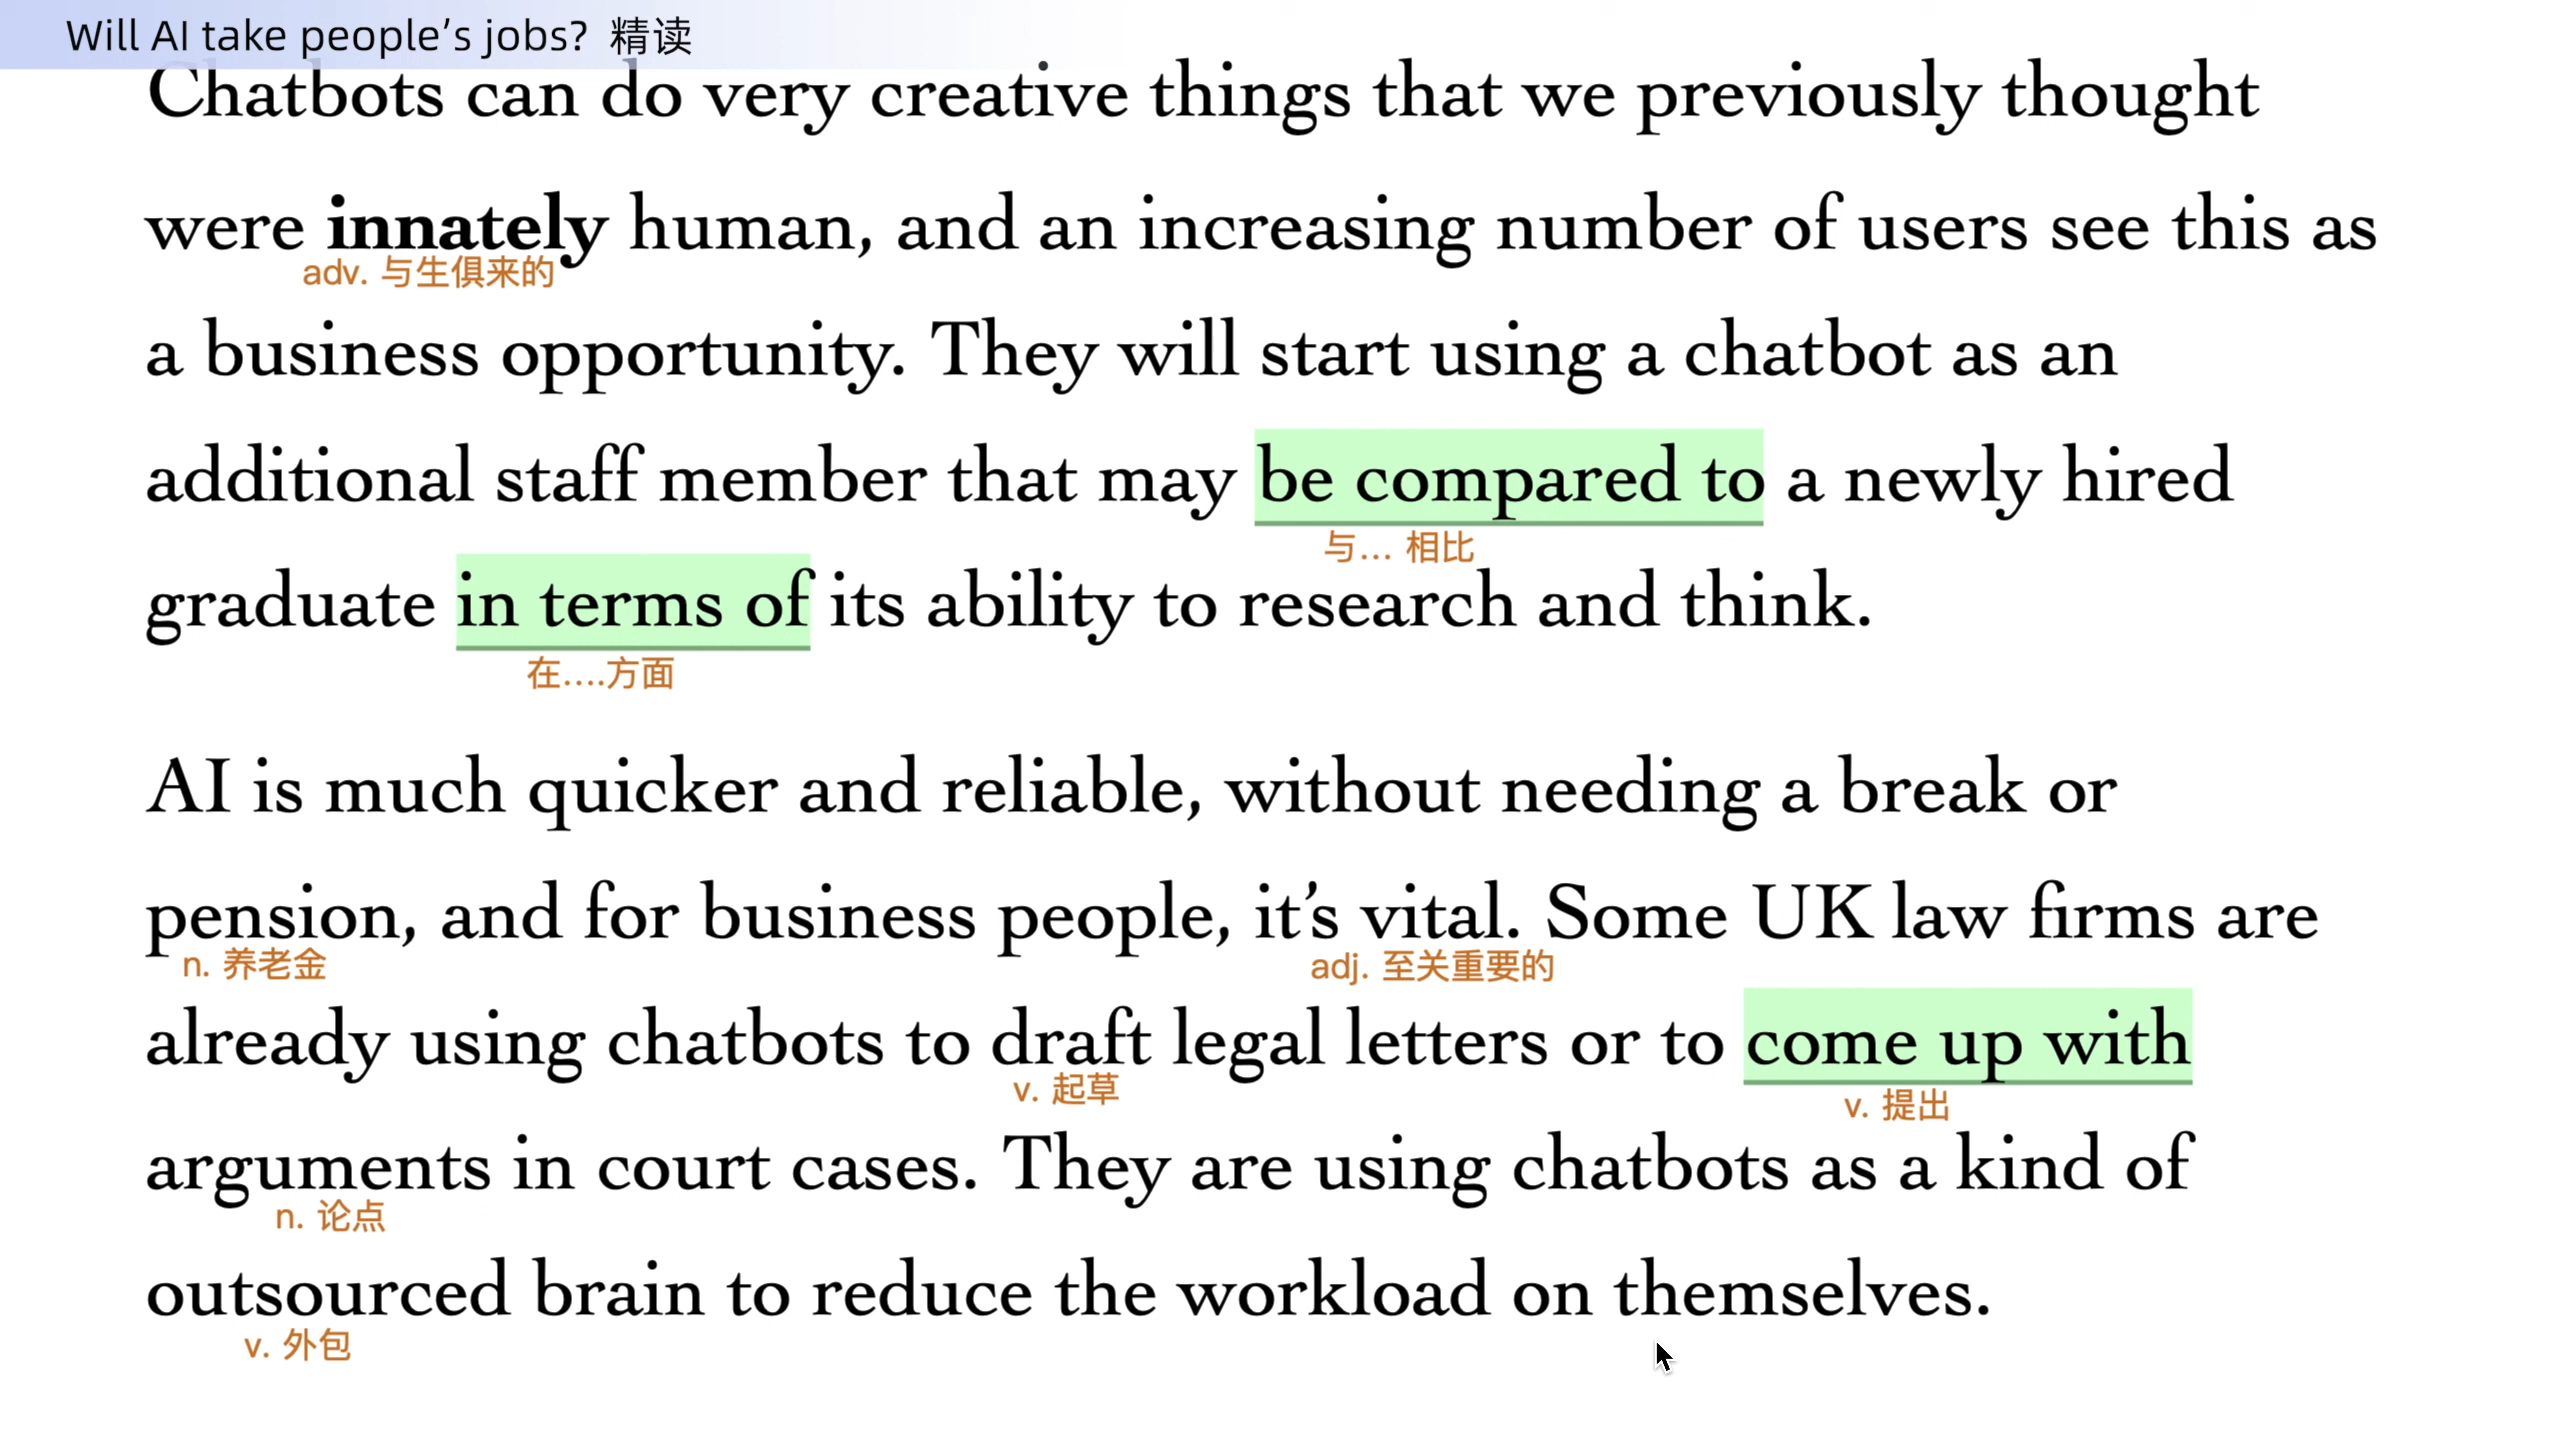 Will AI take people’s jobs? 精读
Chatbots can do very creative things that we previously thought
were innately human, and an increasing number of users see this as
adv. 与生俱来的
a business opportunity. They will start using a chatbot as an
additional staff member that may be compared to a newly hired
与... 相比
graduate in terms of its ability to research and think.
在....方面
AI is much quicker and reliable, without needing a break or
pension, and for business people, it’s vital. Some UK law firms are
n. 养老金 adj. 至关重要的
already using chatbots to draft legal letters or to come up with
v. 起草 v. 提出
arguments in court cases. They are using chatbots as a kind of
n. 论点
outsourced brain to reduce the workload on themselves.
v. 外包